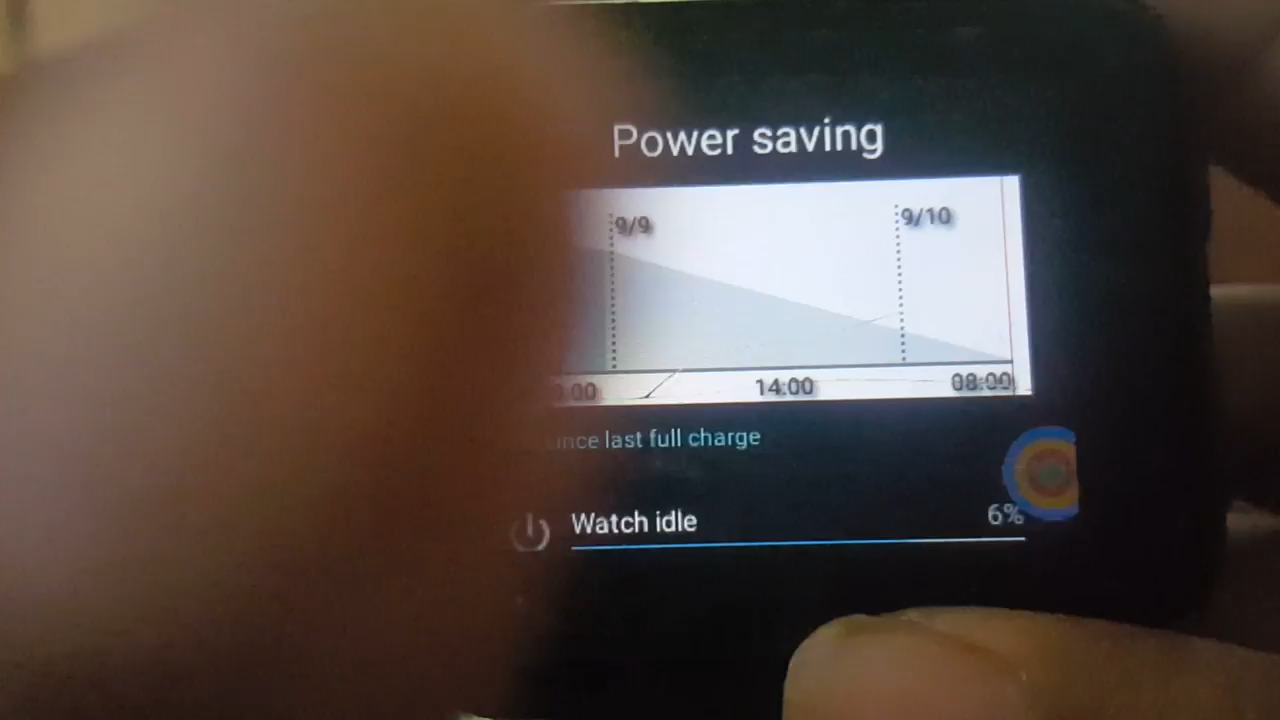 Power saving
9/9 9/10
14:00 08:00
last full charge
Watch idle 6%